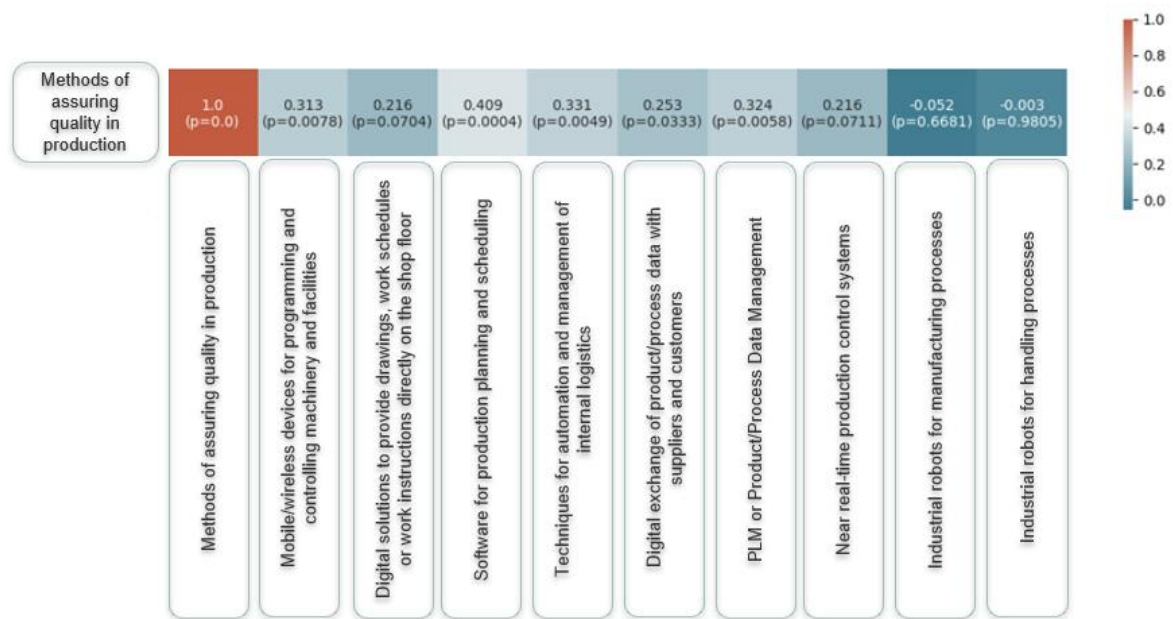 1.0
0.8
0.6
0.4
0.2
0.0
Methods of
assuring
quality in
production
1.0
(p=0.0)
0.313
(p=0.0078)
0.216
(p=0.0704)
0.409
(p=0.0004)
0.331
(p=0.0049)
0.253
(p=0.0333)
0.324
(p=0.0058)
0.216
(p=0.0711)
-0.052
(p=0.6681)
-0.003
(p=0.9805)
Methods of assuring quality in production
Mobile/wireless devices for programming and
controlling machinery and facilities
Digital solutions to provide drawings, work schedules
or work instructions directly on the shop floor
Software for production planning and scheduling
Techniques for automation and management of
internal logistics
Digital exchange of product/process data with
suppliers and customers
PLM or Product/Process Data Management
Near real-time production control systems
Industrial robots for manufacturing processes
Industrial robots for handling processes